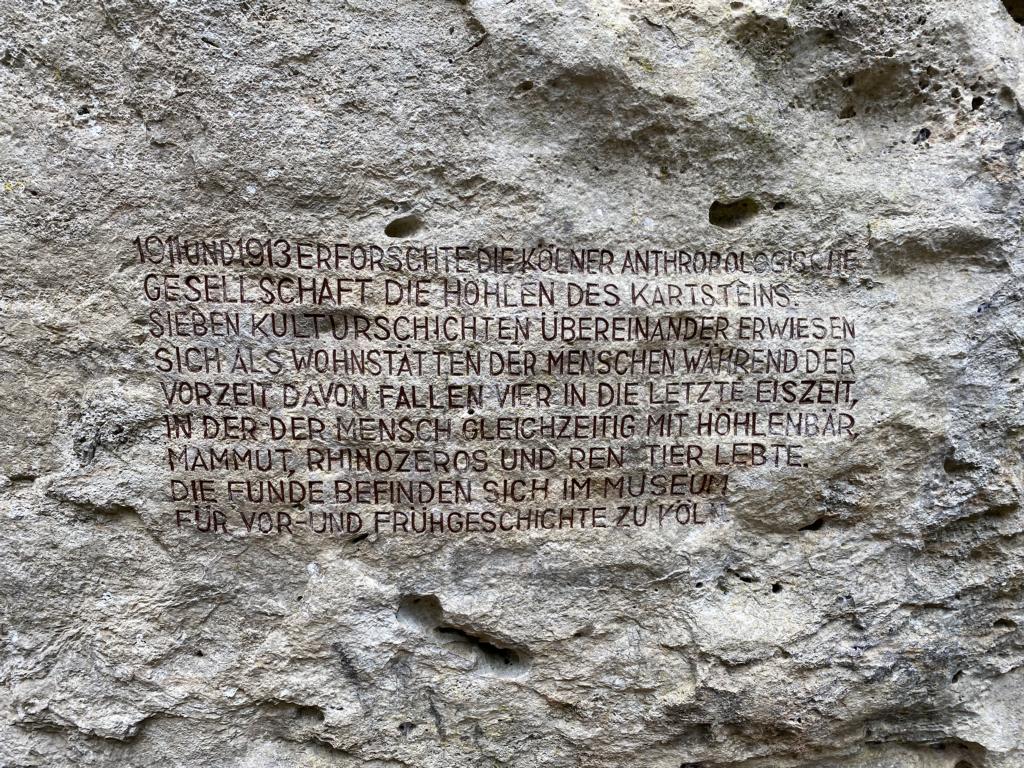 1911 UND 1913 ERFORSCHTE DIE KÖLNER ANTHROPOLOGISCHE
GESELLSCHAFT DIE HÖHLEN DES KARTSTEINS.
SIEBEN KULTURSCHICHTEN ÜBEREINANDER ERWIESEN
SICH ALS WOHNSTÄTTEN DER MENSCHEN WÄHREND DER
VORZEIT DAVON FALLEN VIER IN DIE LETZTE EISZEIT,
IN DER DER MENSCH GLEICHZEITIG MIT HÖHLENBÄR,
MAMMUT, RHINOZEROS UND REN TIER LEBTE.
DIE FUNDE BEFINDEN SICH IM MUSEUM
FÜR VOR- UND FRÜHGESCHICHTE ZU KÖLN